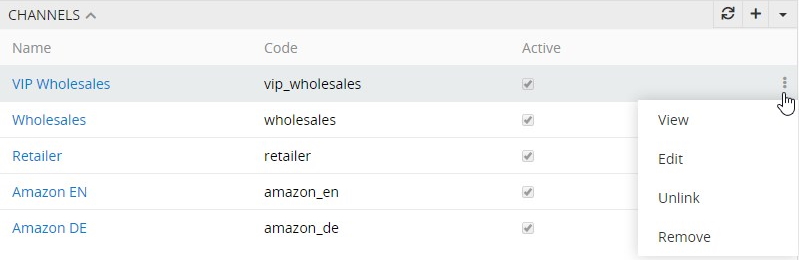 CHANNELS
Name Code Active
VIP Wholesales vip_wholesales
Wholesales wholesales
View
Retailer retailer
Edit
Amazon EN amazon_en
Unlink
Amazon DE amazon_de
Remove